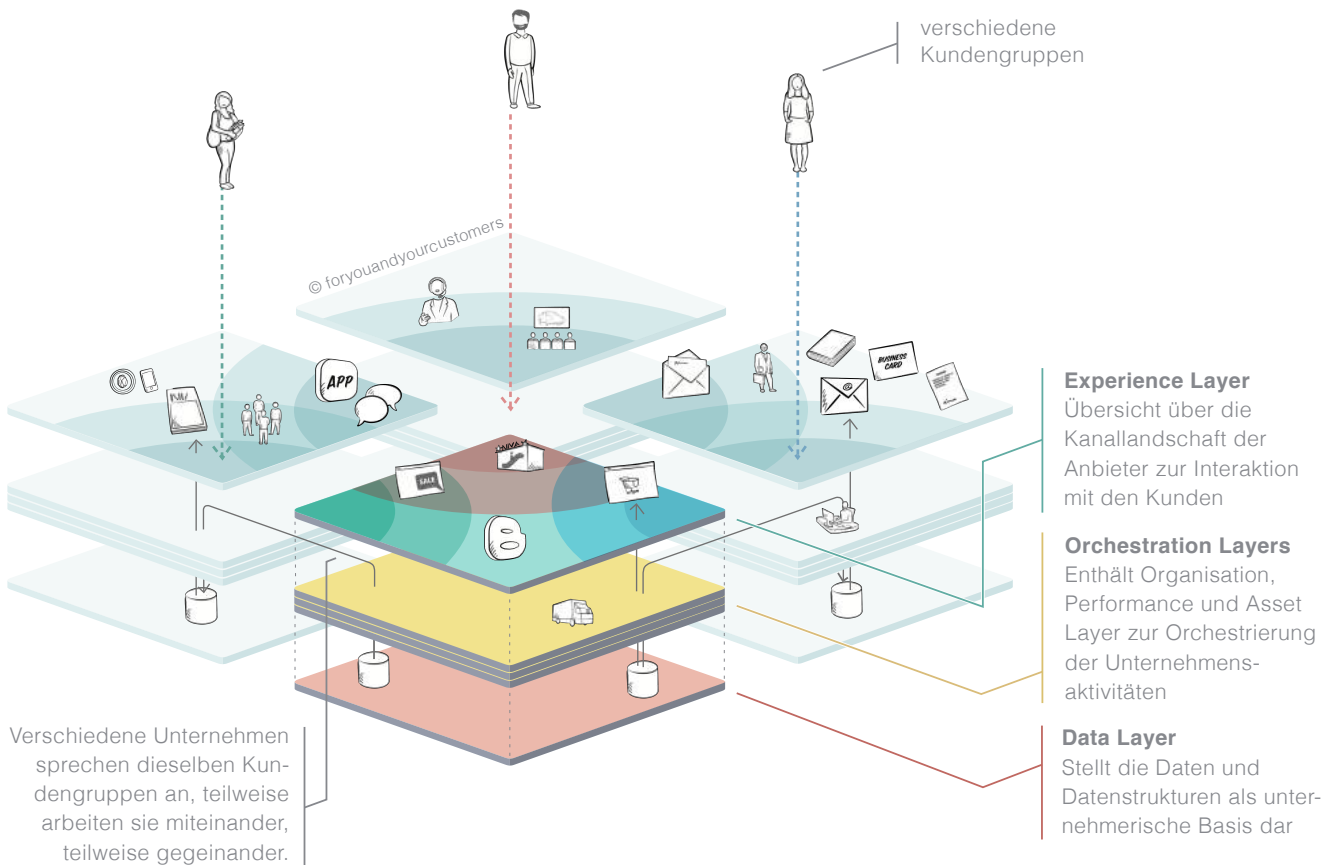 verschiedene
Kundengruppen
© foryouandyourcustomers
APP
BUSINESS
CARD
SALE
Experience Layer
Übersicht über die
Kanallandschaft der
Anbieter zur Interaktion
mit den Kunden
Orchestration Layers
Enthält Organisation,
Performance und Asset
Layer zur Orchestrierung
der Unternehmens-
aktivitäten
Data Layer
Stellt die Daten und
Datenstrukturen als unter-
nehmerische Basis dar
Verschiedene Unternehmen
sprechen dieselben Kun-
dengruppen an, teilweise
arbeiten sie miteinander,
teilweise gegeinander.